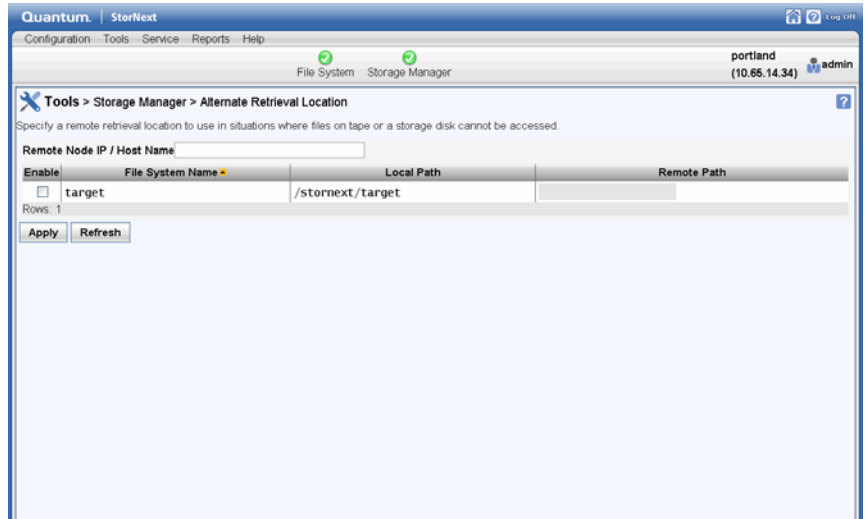 Quantum. StorNext Log Off
Configuration Tools Service Reports Help
File System Storage Manager
portland
(10.65.14.34)
admin
Tools > Storage Manager > Alternate Retrieval Location
Specify a remote retrieval location to use in situations where files on tape or a storage disk cannot be accessed.
Remote Node IP / Host Name
Enable File System Name Local Path Remote Path
target /stornext/target
Rows: 1
Apply Refresh